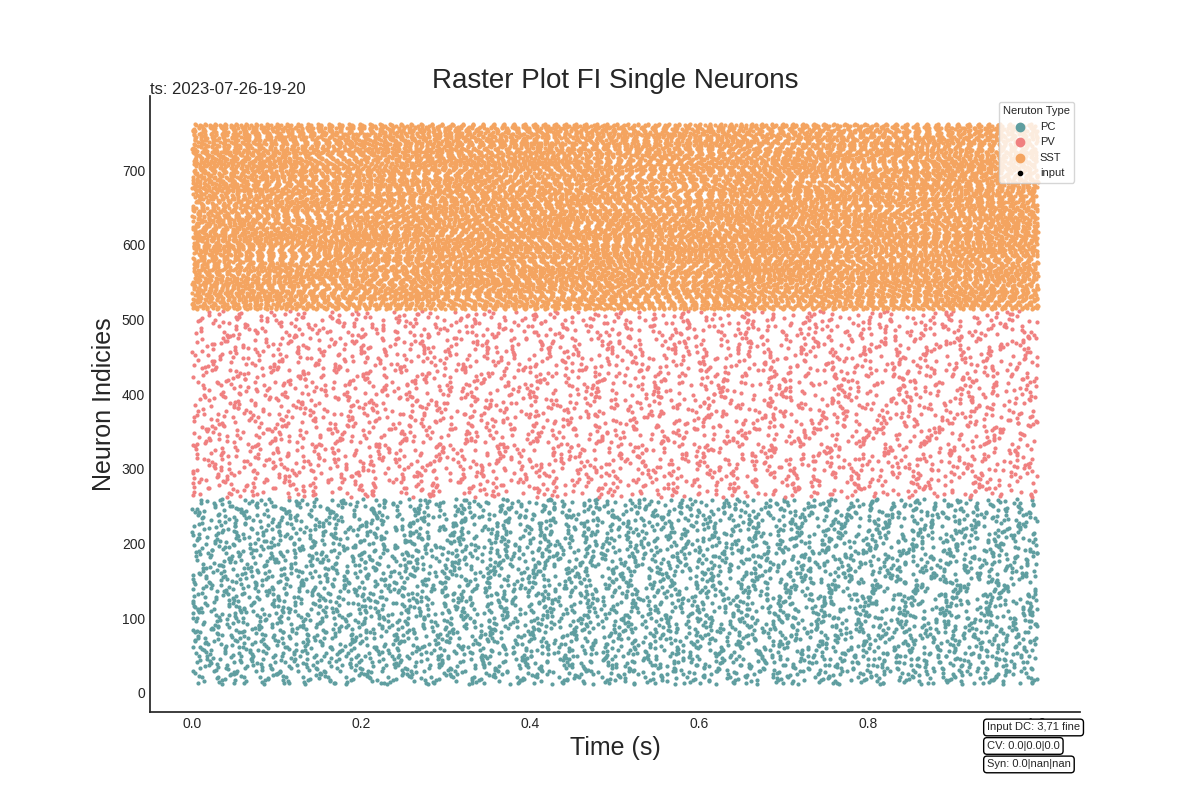 Raster Plot FI Single Neurons
ts: 2023-07-26-19-20
Neruton Type
PC
PV
SST
input
700
600
500
400
300
200
100
0
Neuron Indicies
0.0 0.2 0.4 0.6 0.8
Time (s)
Input DC: 3,71 fine
CV: 0.0|0.0|0.0
Syn: 0.0|nan|nan